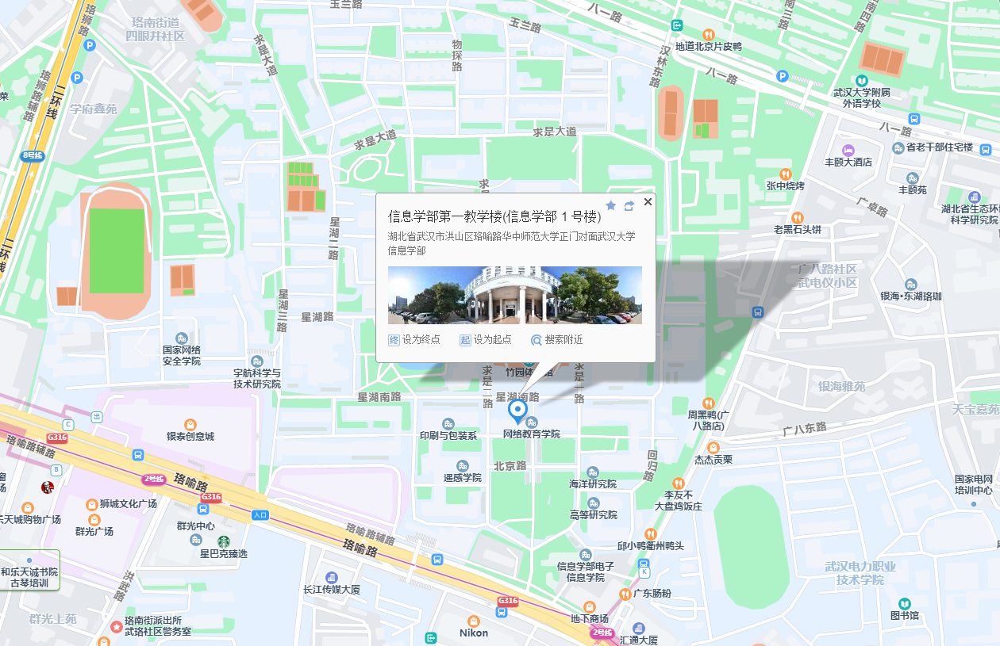 玉兰路
珞狮路
珞南街道
四眼井社区
求是大道
物探路
玉兰路
八一路
南三路
南四路
地道北京片皮鸭
汉林东路
八一路
P
P
P
珞狮路辅路
二环线
学府鑫苑
武汉大学附属
外语学校
八一路
求是大道
求是大道
8号线
丰颐大酒店
省老干部住宅楼
张中烧烤
丰颐苑
广卓路
湖北省生态环
科学研究院
老黑石头饼
星湖二路
二环线
信息学部第一教学楼(信息学部 1 号楼)
湖北省武汉市洪山区珞喻路华中师范大学正门对面武汉大学
信息学部
终 设为终点
起 设为起点
搜索附近
广八路社区
武电仪小区
银海·东湖珞珈
星湖三路
星湖路
国家网络
安全学院
宇航科学与
技术研究院
求是二路
求是一路
星湖南路
星湖南路
银海雅苑
天宝嘉苑
周黑鸭(广
八路店)
广八东路
出
C
G316
银泰创意城
印刷与包装系
网络教育学院
珞喻路辅路
B
北京路
遥感学院
海洋研究院
高等研究院
回归路
杰杰贡栗
李友不
大盘鸡饭庄
国家电网
培训中心
2号线
珞喻路
G316
入口
狮城文化广场
乐天城购物广场
群光广场
群光中心
星巴克臻选
珞喻路辅路
珞喻路
邱小鸭衢州鸭头
K
信息学部电子
信息学院
广东肠粉
武汉电力职业
技术学院
图书馆
和乐天诚书院
古琴培训
洪武路
长江传媒大厦
群光上苑
珞南街派出所
武珞社区警务室
G316
Nikon
地下商场
2号线
汇通大厦